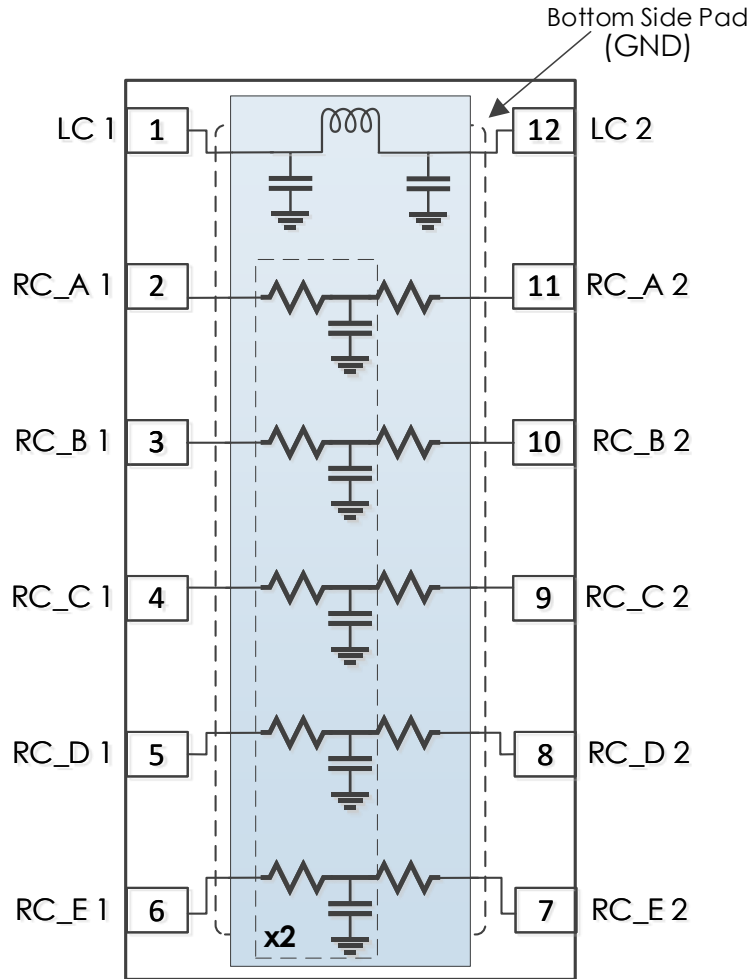 Bottom Side Pad
(GND)
LC 1 1 12 LC 2
RC_A 1 2 11 RC_A 2
RC_B 1 3 10 RC_B 2
RC_C 1 4 9 RC_C 2
RC_D 1 5 8 RC_D 2
RC_E 1 6 7 RC_E 2
x2